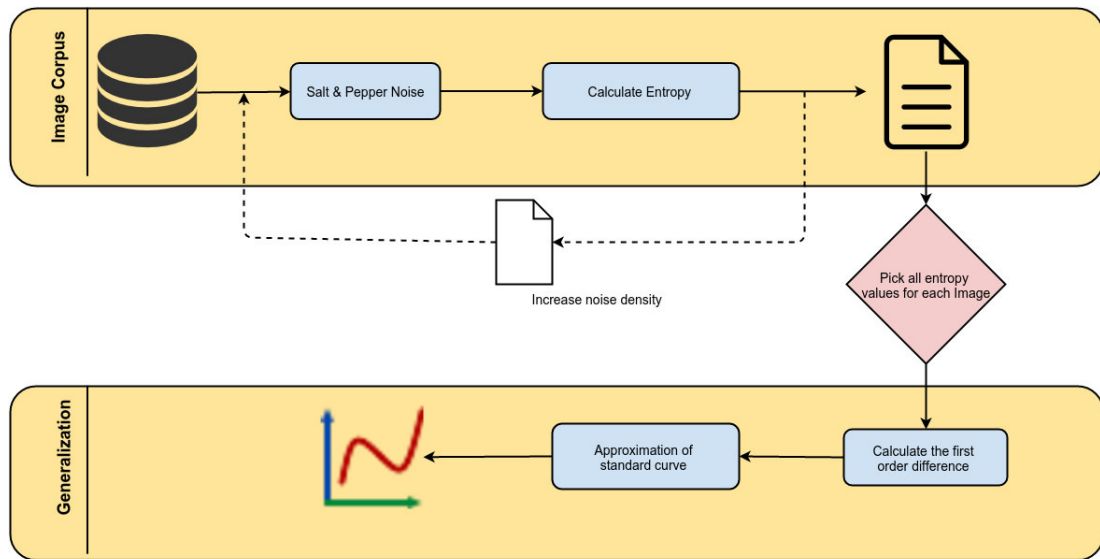 Image Corpus
Salt & Pepper Noise
Calculate Entropy
Increase noise density
Pick all entropy
values for each Image
Generalization
Approximation of
standard curve
Calculate the first
order difference